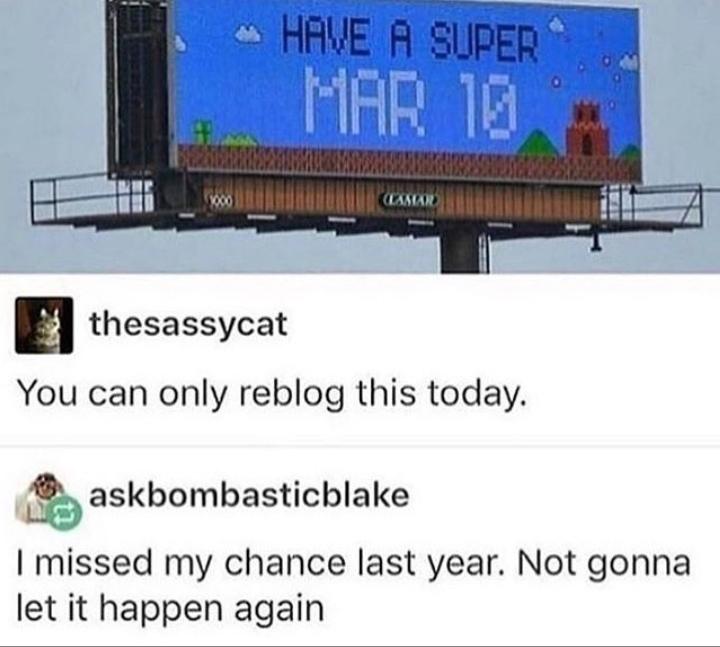 HAVE A SUPER
MAR 10
1000
LAMAR
thesassycat
You can only reblog this today.
askbombasticblake
I missed my chance last year. Not gonna
let it happen again